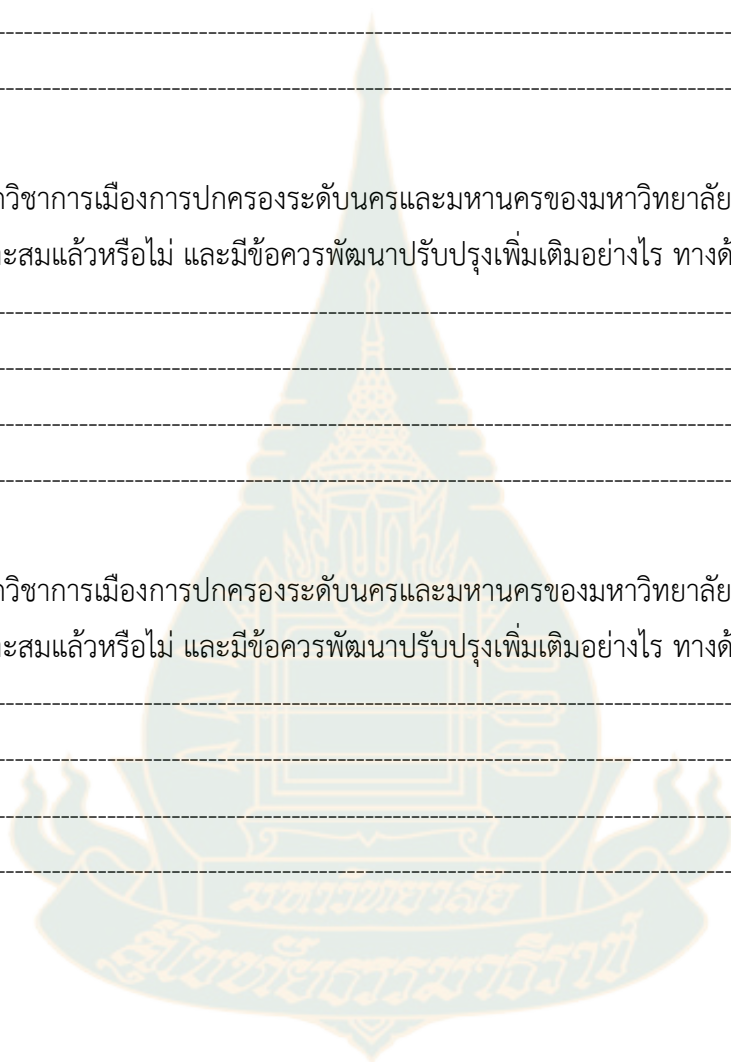 วิชาการเมืองการปกครองระดับนครและมหานครของมหาวิทยาลัย
ะสมแล้วหรือไม่ และมีข้อควรพัฒนาปรับปรุงเพิ่มเติมอย่างไร ทางด้
วิชาการเมืองการปกครองระดับนครและมหานครของมหาวิทยาลัย
ะสมแล้วหรือไม่ และมีข้อควรพัฒนาปรับปรุงเพิ่มเติมอย่างไร ทางด้
มหาวิทยาลัย
สุโขทัยธรรมาธิราช